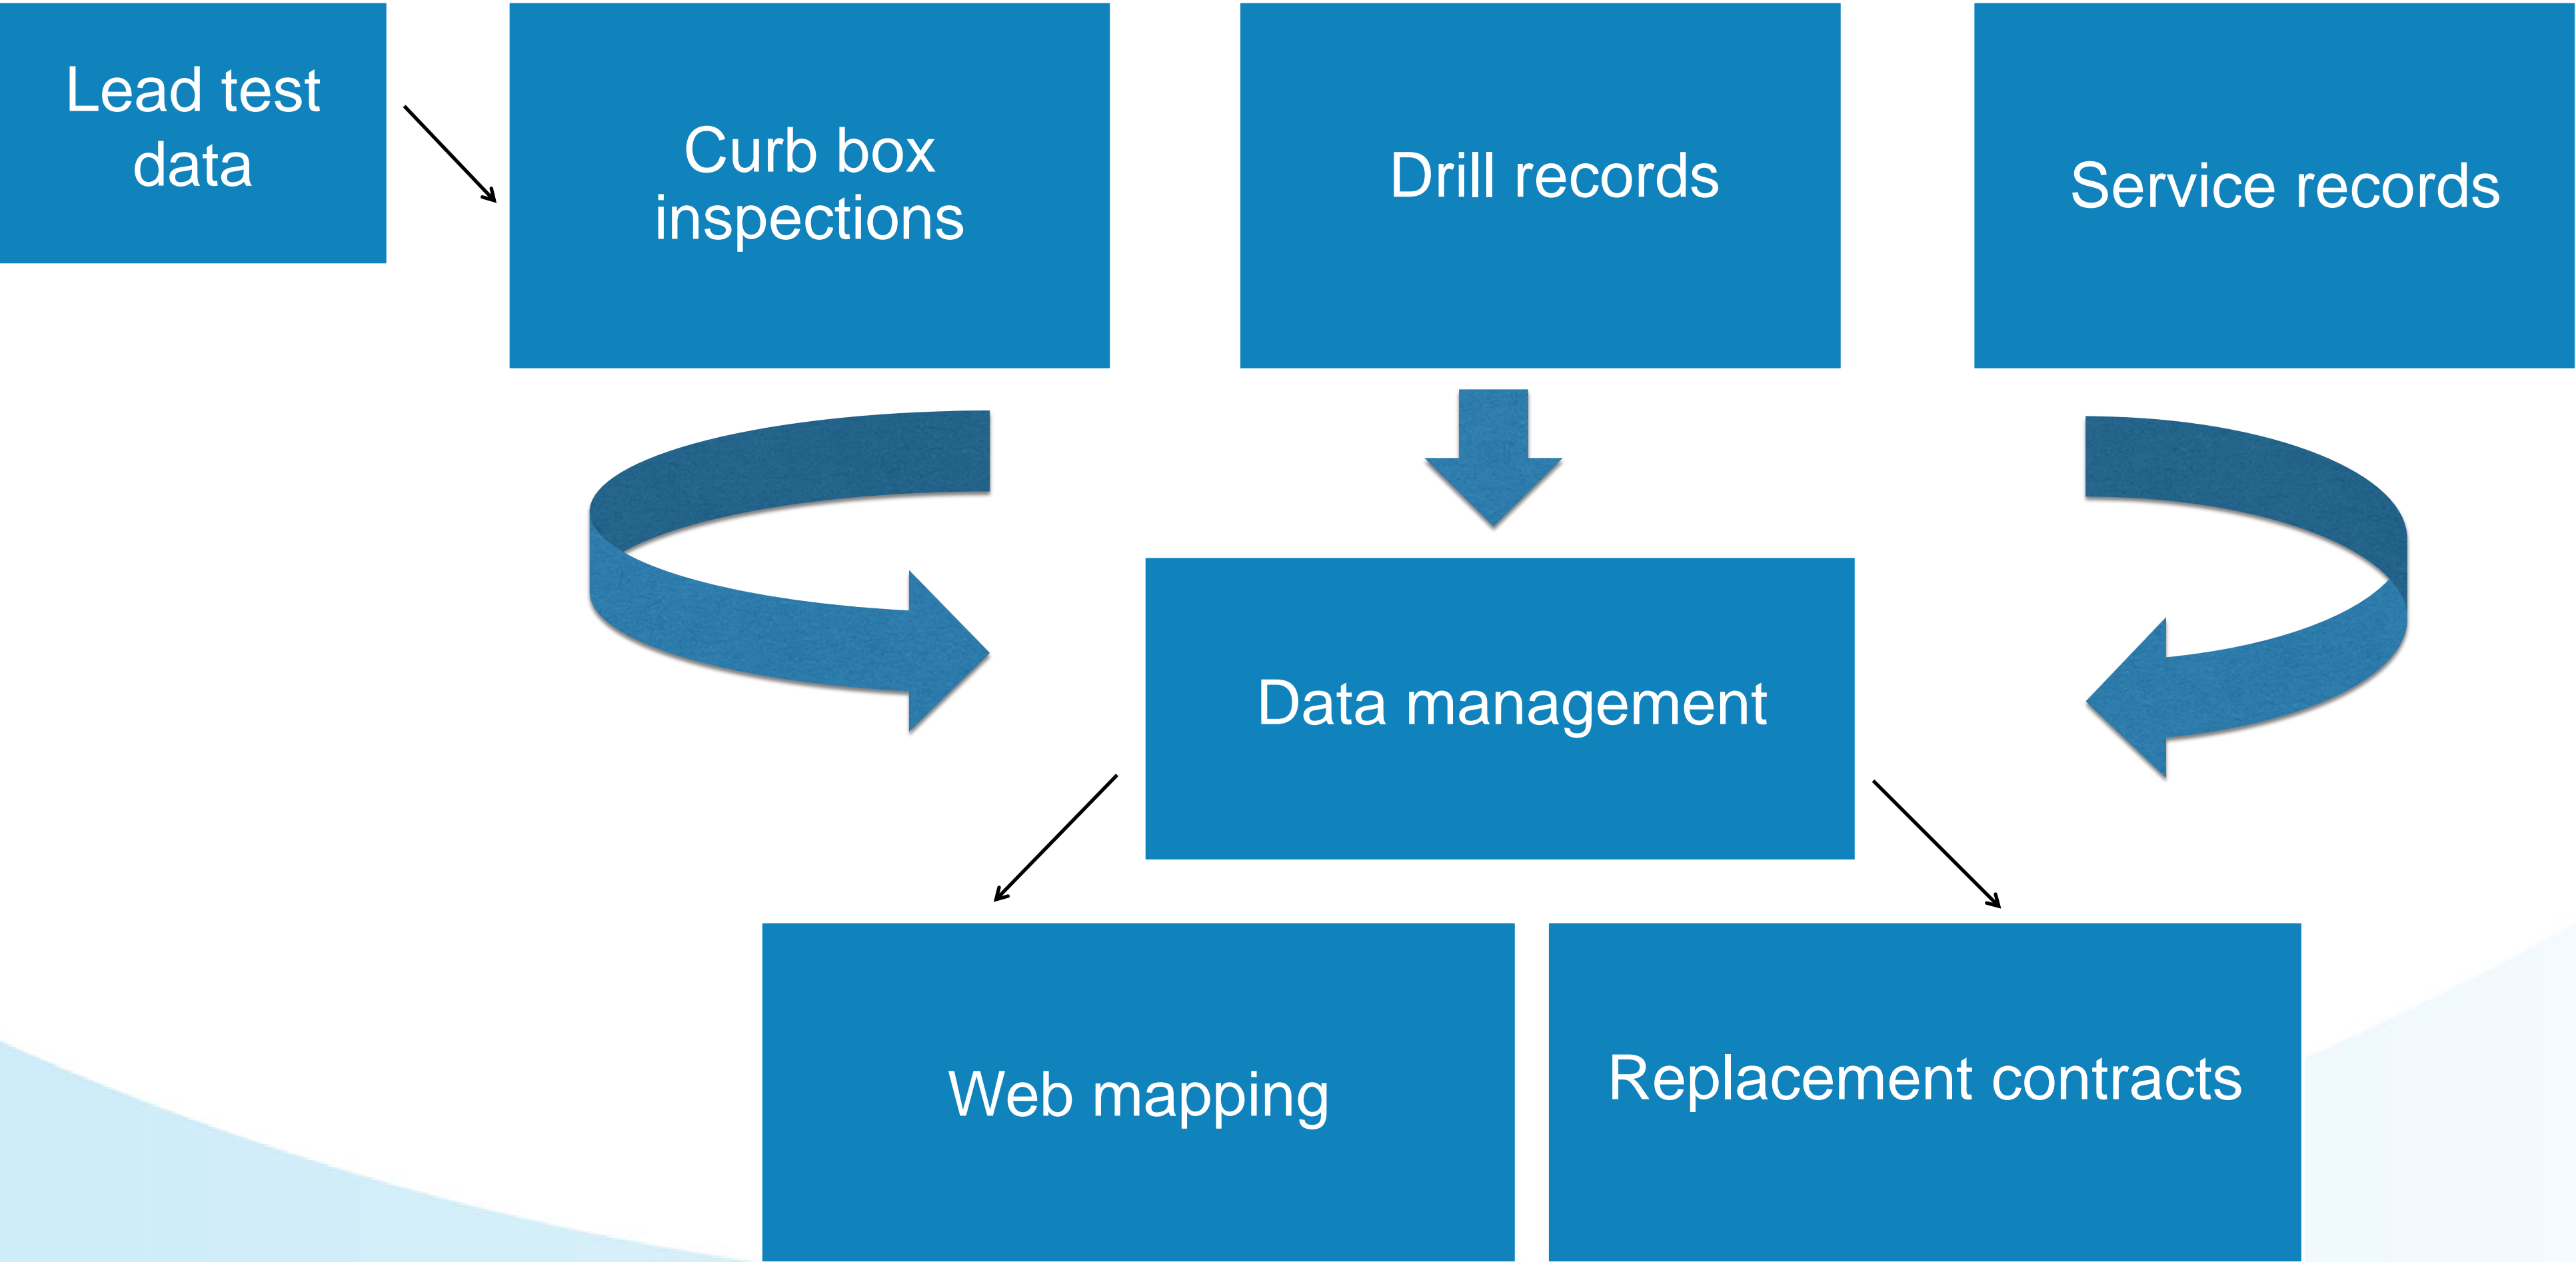 Lead test
data
Curb box
inspections
Drill records
Service records
Data management
Web mapping
Replacement contracts